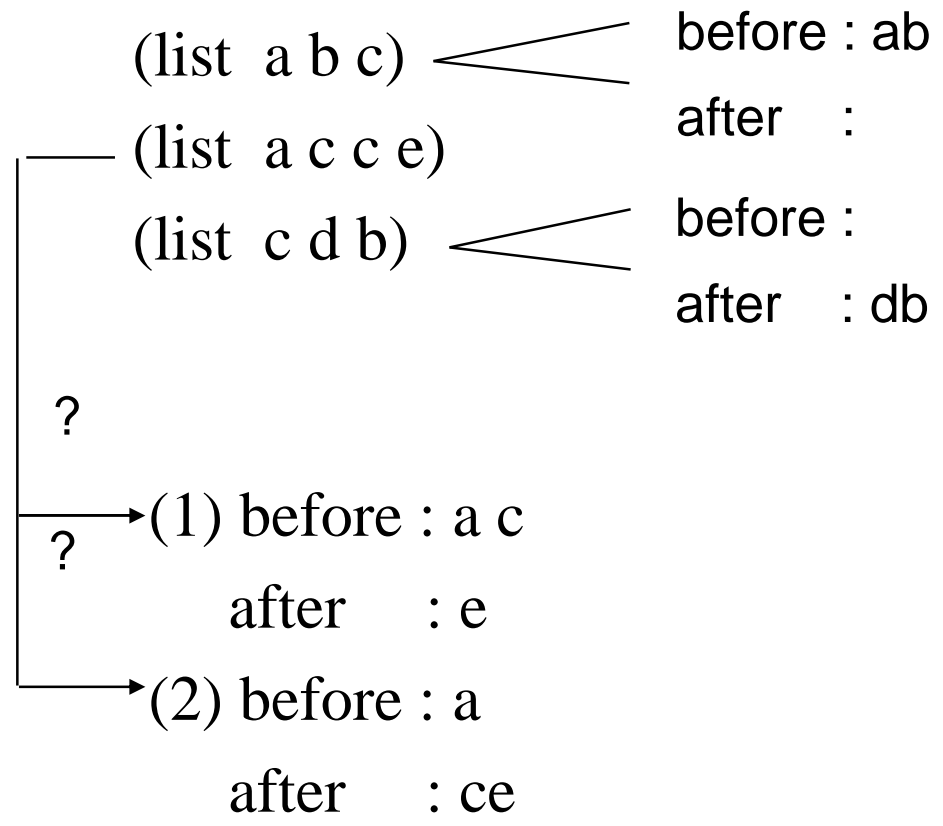 (list a b c)
before : ab
after :
(list a c c e)
(list c d b)
before :
after : db
?
(1) before : a c
?
after : e
(2) before : a
after : ce